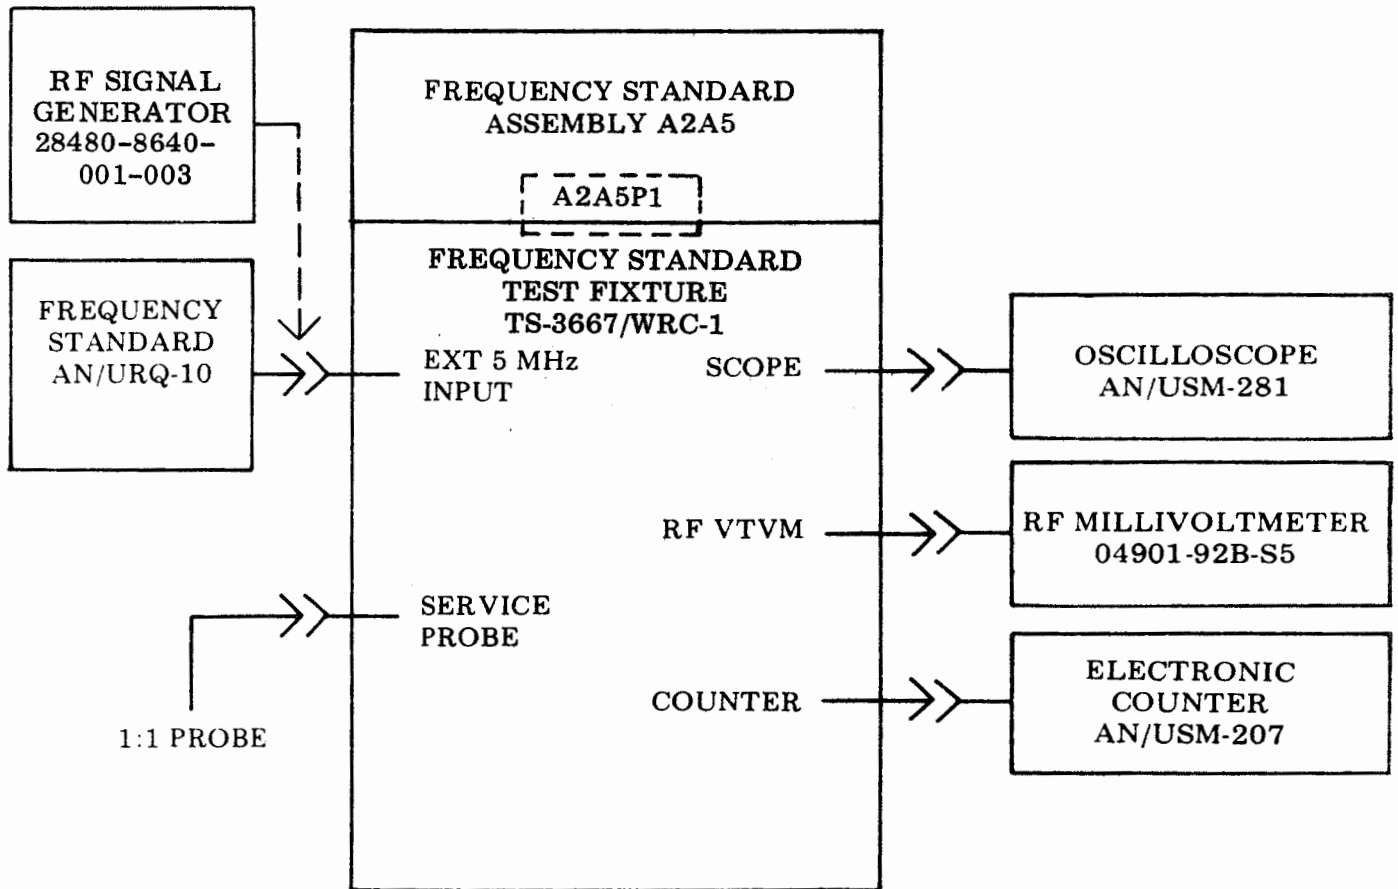 RF SIGNAL
GENERATOR
28480-8640-
001-003
FREQUENCY STANDARD
ASSEMBLY A2A5
A2A5P1
FREQUENCY STANDARD
TEST FIXTURE
TS-3667/WRC-1
FREQUENCY
STANDARD
AN/URQ-10
EXT 5 MHz
INPUT
SCOPE
OSCILLOSCOPE
AN/USM-281
RF VTVM
RF MILLIVOLTMETER
04901-92B-S5
SERVICE
PROBE
1:1 PROBE
COUNTER
ELECTRONIC
COUNTER
AN/USM-207